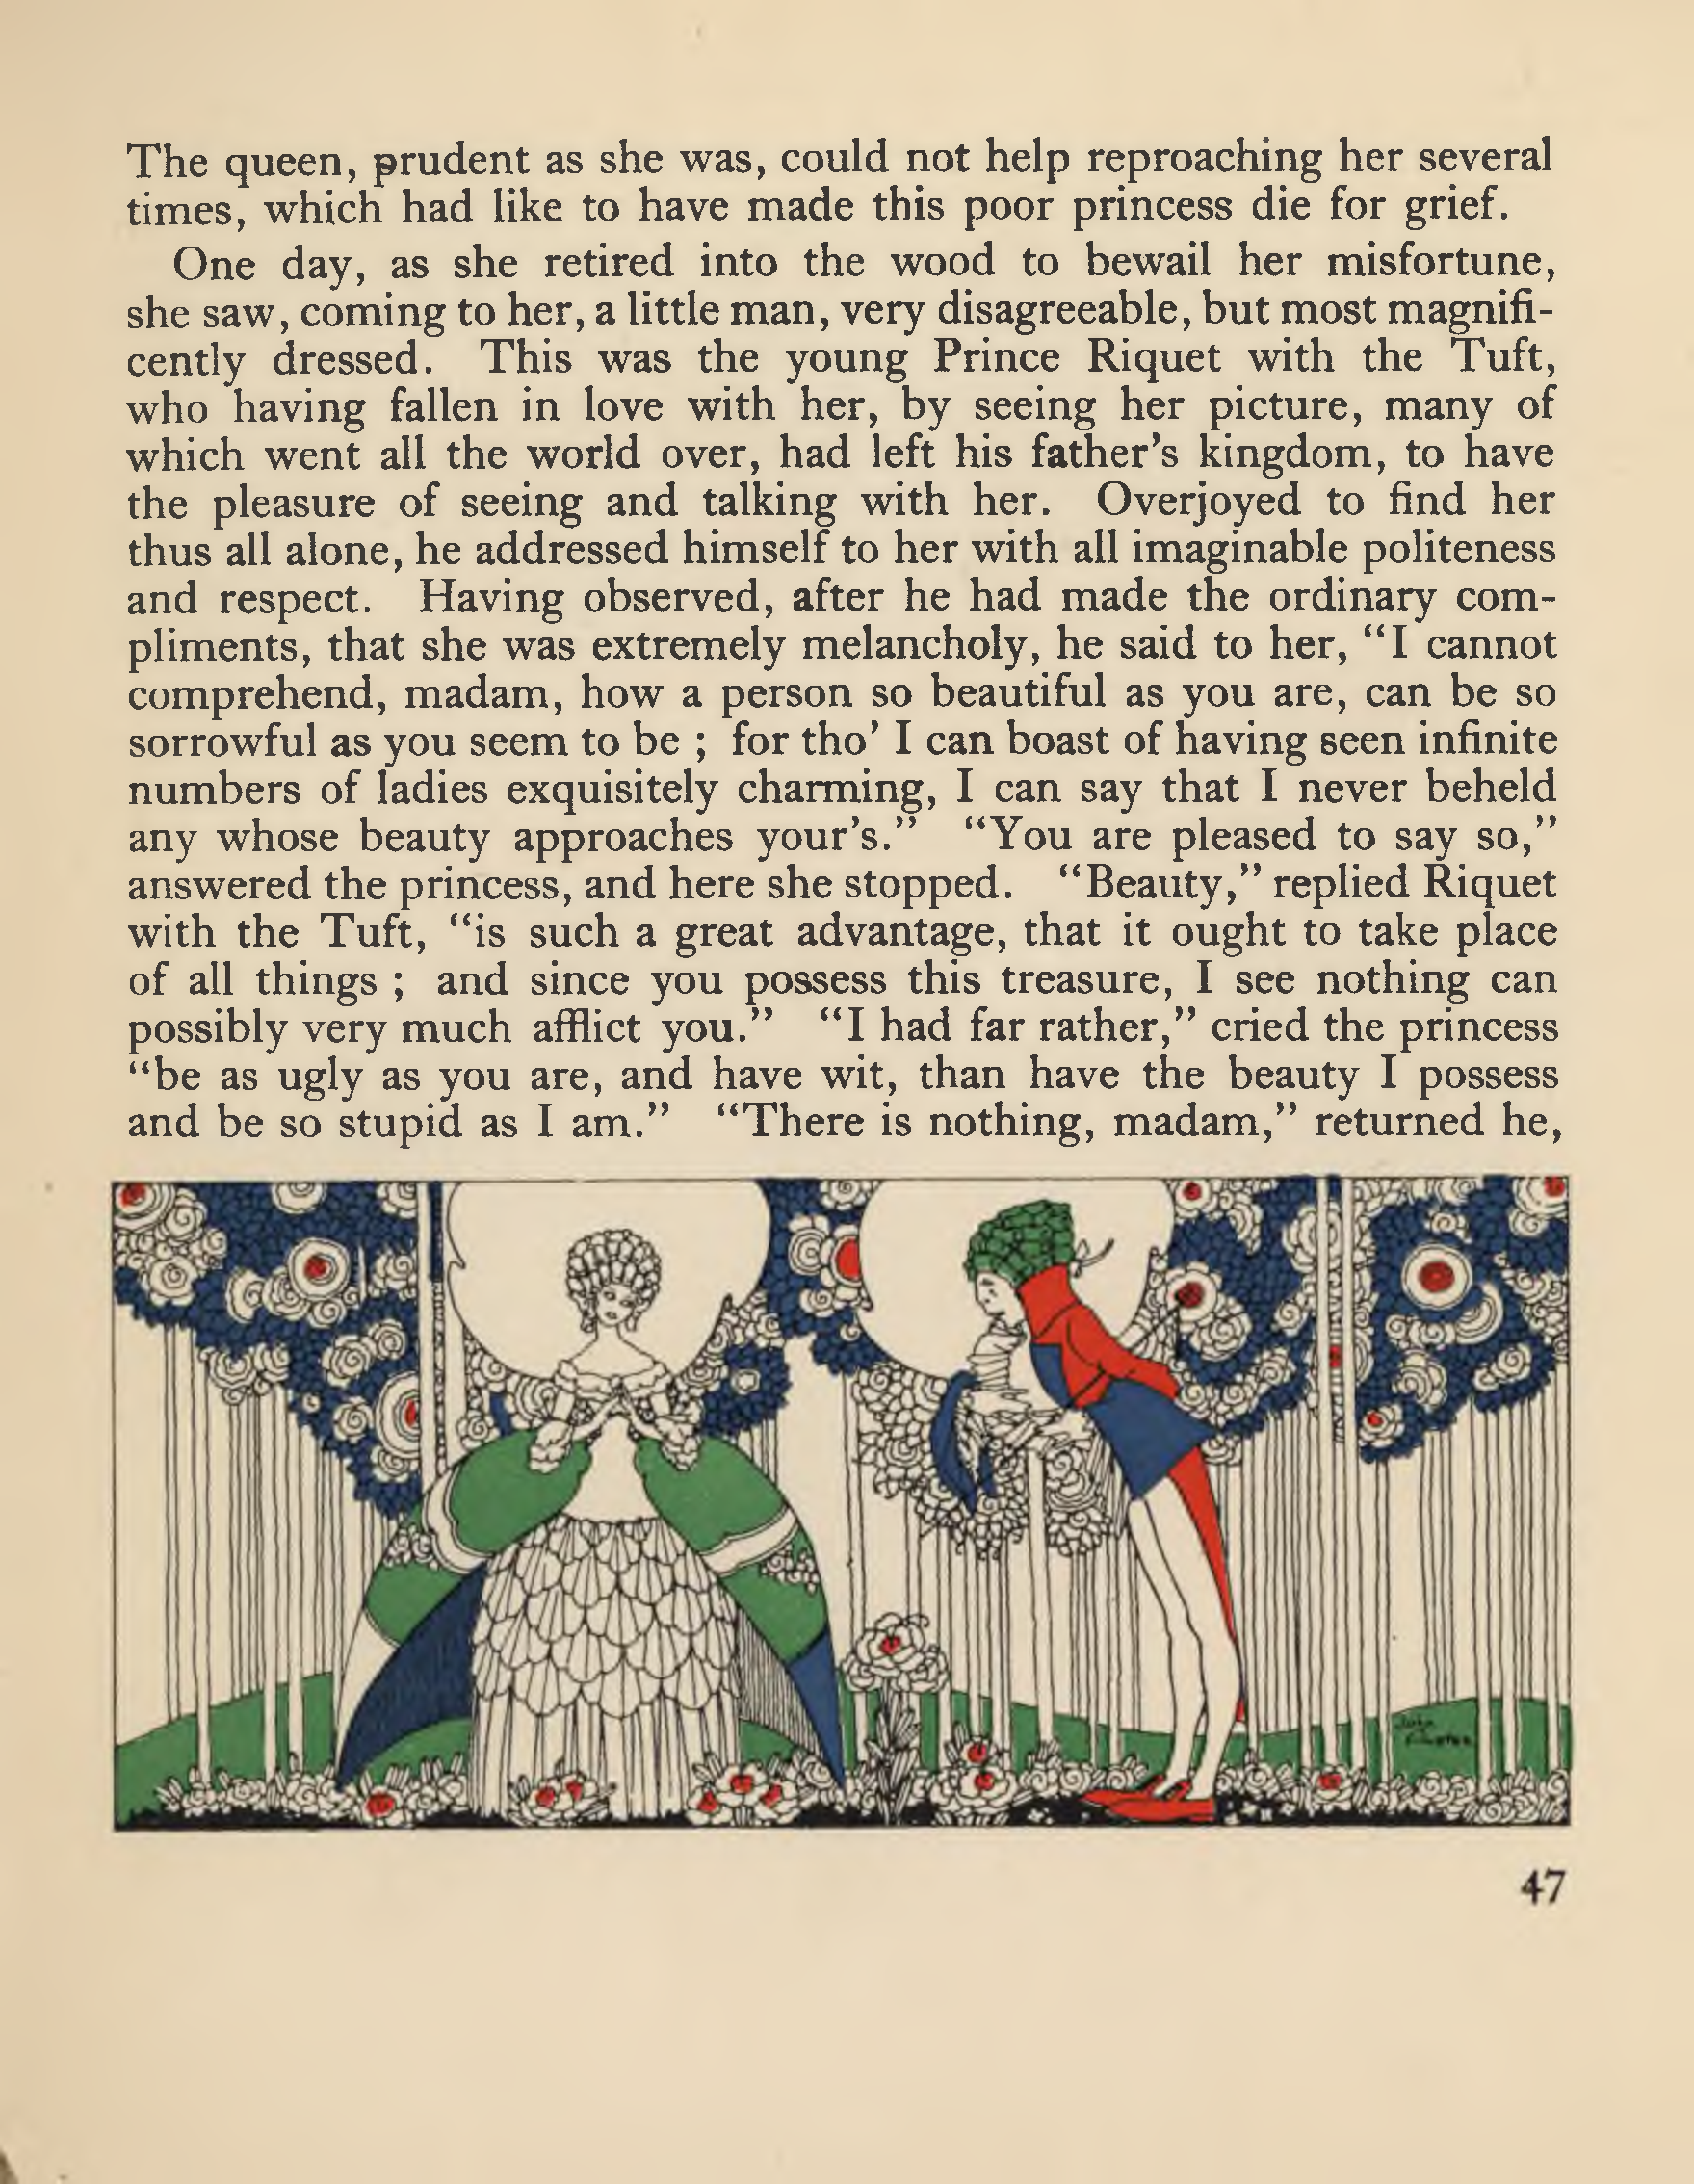 The queen, prudent as she was, could not help reproaching her several
times, which had like to have made this poor princess die for grief.
One day, as she retired into the wood to bewail her misfortune,
she saw, coming to her, a little man, very disagreeable, but most magnifi-
cently dressed. This was the young Prince Riquet with the Tuft,
who having fallen in love with her, by seeing her picture, many of
which went all the world over, had left his father's kingdom, to have
the pleasure of seeing and talking with her. Overjoyed to find her
thus all alone, he addressed himself to her with all imaginable politeness
and respect. Having observed, after he had made the ordinary com-
pliments, that she was extremely melancholy, he said to her, “I cannot
comprehend, madam, how a person so beautiful as you are, can be so
sorrowful as you seem to be ; for tho’ I can boast of having seen infinite
numbers of ladies exquisitely charming, I can say that I never beheld
any whose beauty approaches your's.” “You are pleased to say so,”
answered the princess, and here she stopped. “Beauty,” replied Riquet
with the Tuft, “is such a great advantage, that it ought to take place
of all things ; and since you possess this treasure, I see nothing can
possibly very much afflict you.” “I had far rather,” cried the princess
“be as ugly as you are, and have wit, than have the beauty I possess
and be so stupid as I am.” “There is nothing, madam,” returned he,
John
47